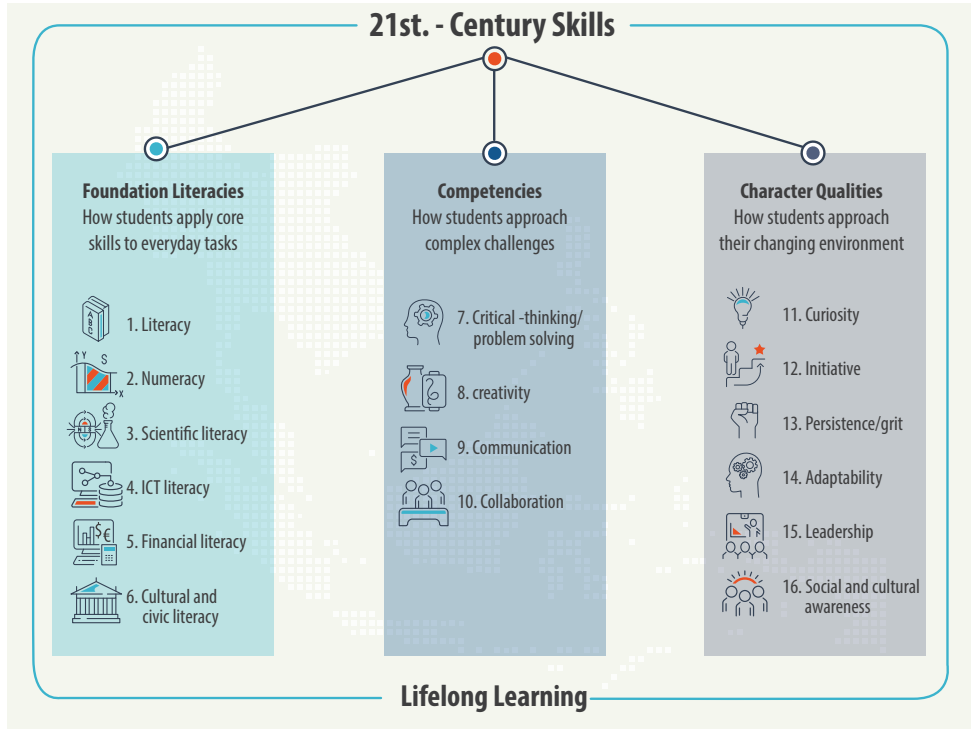 21st. - Century Skills
Foundation Literacies
How students apply core
skills to everyday tasks
1. Literacy
2. Numeracy
3. Scientific literacy
4. ICT literacy
5. Financial literacy
6. Cultural and
civic literacy
Competencies
How students approach
complex challenges
7. Critical -thinking/
problem solving
8. creativity
9. Communication
10. Collaboration
Character Qualities
How students approach
their changing environment
11. Curiosity
12. Initiative
13. Persistence/grit
14. Adaptability
15. Leadership
16. Social and cultural
awareness
Lifelong Learning
A
B
C
Y
S
X
N
S
$
€
$